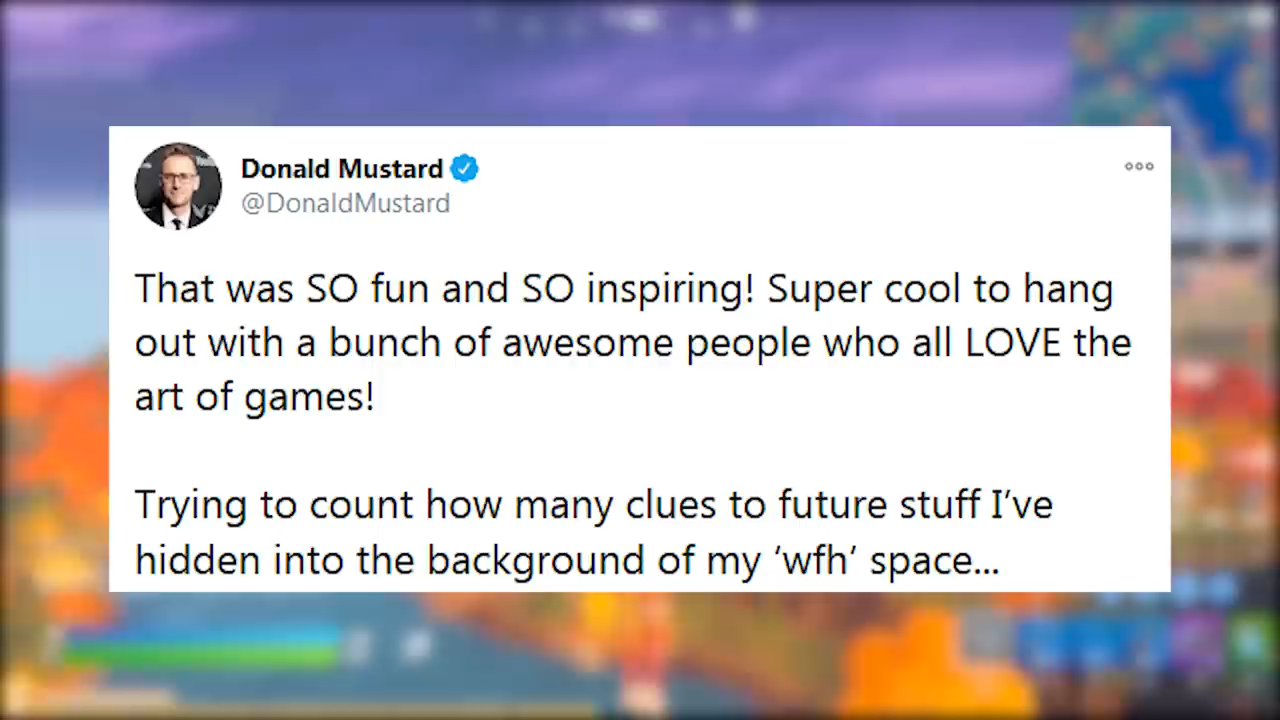 Donald Mustard
@DonaldMustard
That was SO fun and SO inspiring! Super cool to hang
out with a bunch of awesome people who all LOVE the
art of games!
Trying to count how many clues to future stuff I’ve
hidden into the background of my ‘wfh’ space...